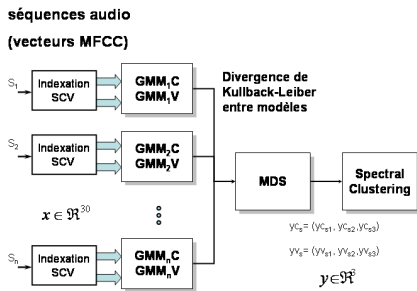 séquences audio
(vecteurs MFCC)
S₁
Indexation
SCV
GMM₁C
GMM₁V
Divergence de
Kullback-Leiber
entre modèles
S₂
Indexation
SCV
GMM₂C
GMM₂V
MDS
Spectral
Clustering
x ∈ ℜ³⁰
ycₛ= (ycₛ₁, ycₛ₂, ycₛ₃)
yvₛ= (yvₛ₁, yvₛ₂, yvₛ₃)
y∈ℜ³
Sₙ
Indexation
SCV
GMMₙC
GMMₙV